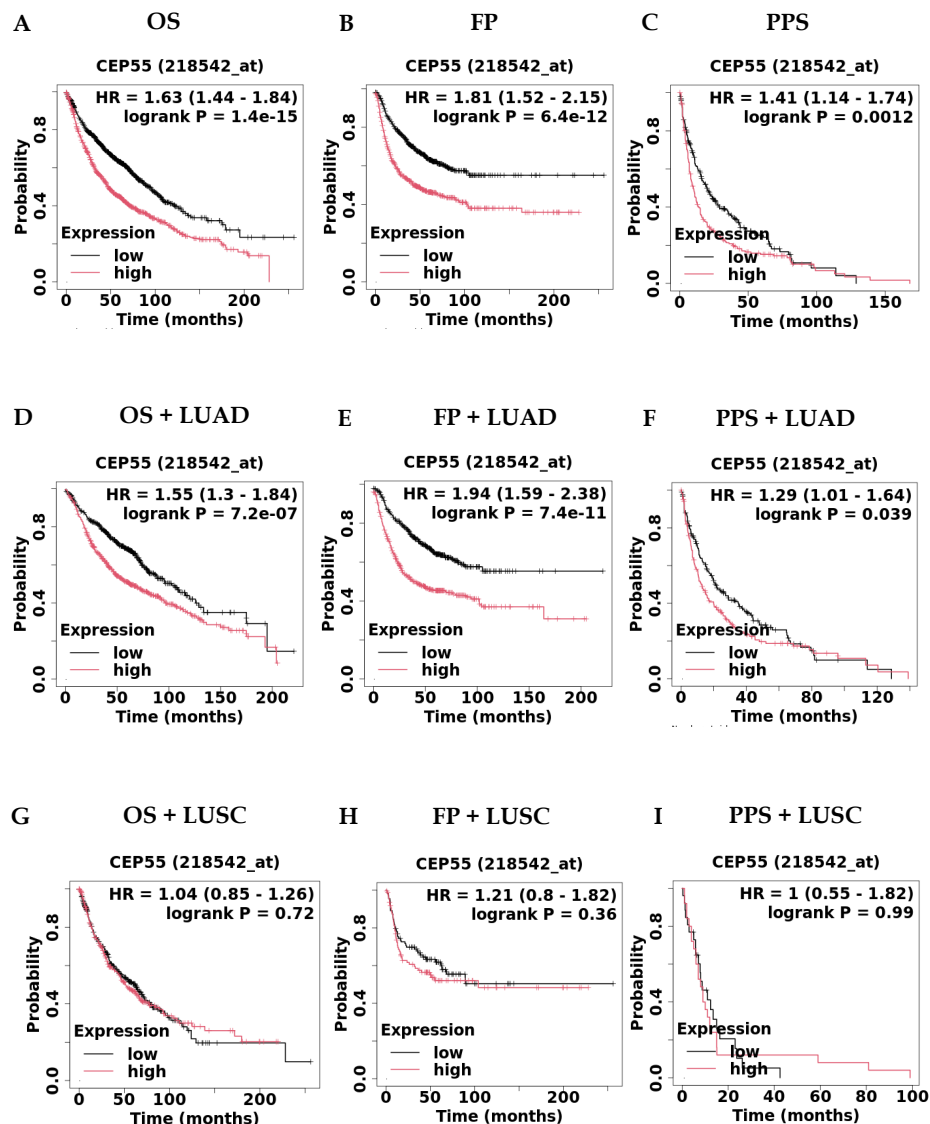 A OS
CEP55 (218542_at)
HR = 1.63 (1.44 - 1.84)
logrank P = 1.4e-15
Probability
0.8
0.4
0.0
Expression
low
high
0 50 100 200
Time (months)
B FP
CEP55 (218542_at)
HR = 1.81 (1.52 - 2.15)
logrank P = 6.4e-12
Probability
0.8
0.4
0.0
Expression
low
high
0 50 100 200
Time (months)
C PPS
CEP55 (218542_at)
HR = 1.41 (1.14 - 1.74)
logrank P = 0.0012
Probability
0.8
0.4
0.0
Expression
low
high
0 50 100 150
Time (months)
D OS + LUAD
CEP55 (218542_at)
HR = 1.55 (1.3 - 1.84)
logrank P = 7.2e-07
Probability
0.8
0.4
0.0
Expression
low
high
0 50 100 150 200
Time (months)
E FP + LUAD
CEP55 (218542_at)
HR = 1.94 (1.59 - 2.38)
logrank P = 7.4e-11
Probability
0.8
0.4
0.0
Expression
low
high
0 50 100 150 200
Time (months)
F PPS + LUAD
CEP55 (218542_at)
HR = 1.29 (1.01 - 1.64)
logrank P = 0.039
Probability
0.8
0.4
0.0
Expression
low
high
0 20 40 60 80 120
Time (months)
G OS + LUSC
CEP55 (218542_at)
HR = 1.04 (0.85 - 1.26)
logrank P = 0.72
Probability
0.8
0.4
0.0
Expression
low
high
0 50 100 200
Time (months)
H FP + LUSC
CEP55 (218542_at)
HR = 1.21 (0.8 - 1.82)
logrank P = 0.36
Probability
0.8
0.4
0.0
Expression
low
high
0 50 100 200
Time (months)
I PPS + LUSC
CEP55 (218542_at)
HR = 1 (0.55 - 1.82)
logrank P = 0.99
Probability
0.8
0.4
0.0
Expression
low
high
0 20 40 60 80 100
Time (months)